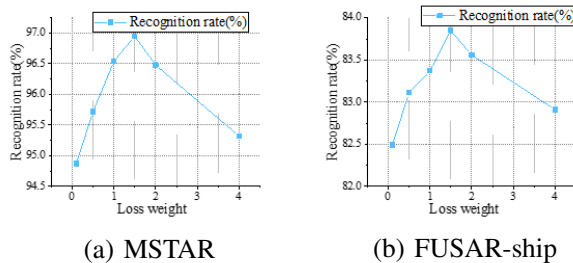 Recognition rate(%)
97.0
96.5
96.0
95.5
95.0
94.5
0 1 2 3 4
Loss weight
Recognition rate(%)
(a) MSTAR
Recognition rate(%)
84.0
83.5
83.0
82.5
82.0
0 1 2 3 4
Loss weight
Recognition rate(%)
(b) FUSAR-ship